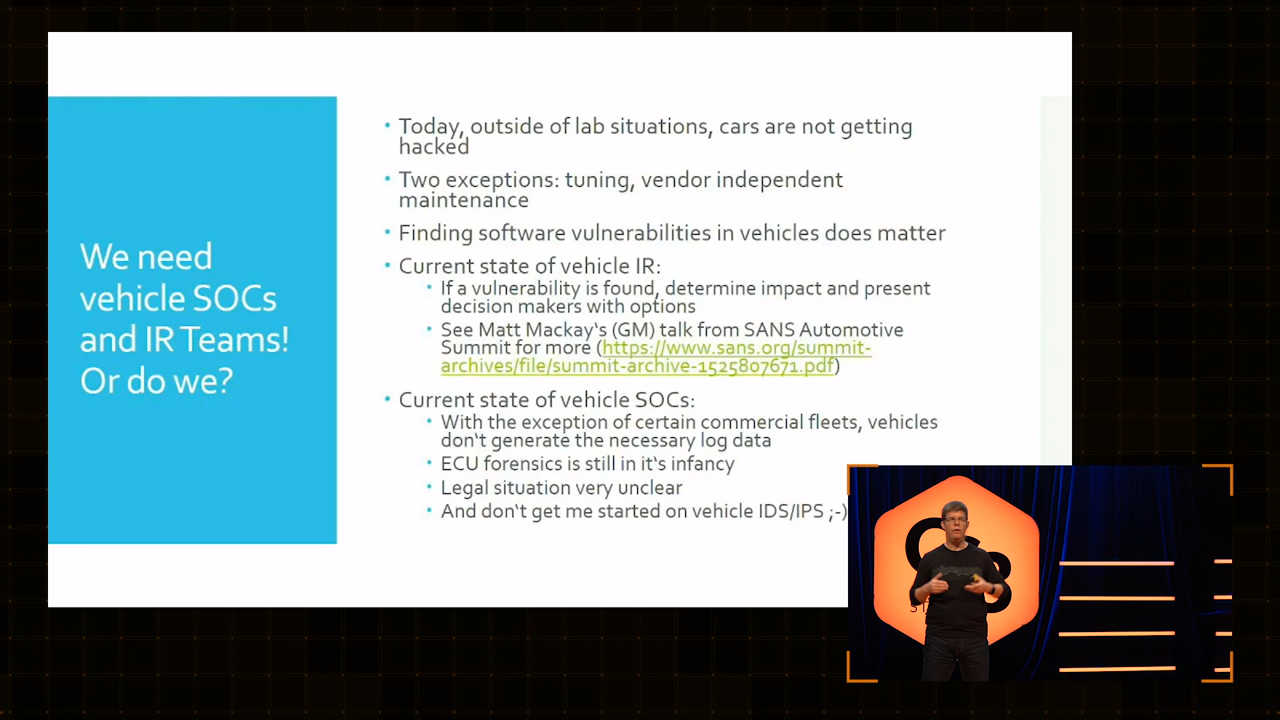 We need
vehicle SOCs
and IR Teams!
Or do we?
• Today, outside of lab situations, cars are not getting
hacked
• Two exceptions: tuning, vendor independent
maintenance
• Finding software vulnerabilities in vehicles does matter
• Current state of vehicle IR:
• If a vulnerability is found, determine impact and present
decision makers with options
• See Matt Mackay‘s (GM) talk from SANS Automotive
Summit for more (https://www.sans.org/summit-
archives/file/summit-archive-1525807671.pdf)
• Current state of vehicle SOCs:
• With the exception of certain commercial fleets, vehicles
don‘t generate the necessary log data
• ECU forensics is still in it‘s infancy
• Legal situation very unclear
• And don‘t get me started on vehicle IDS/IPS ;-)